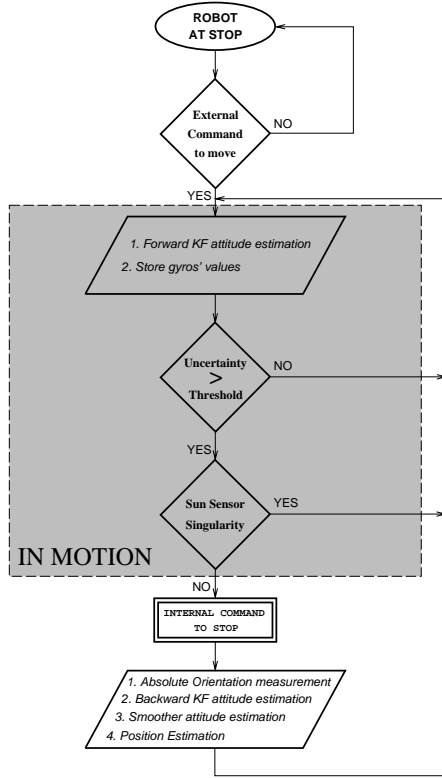 ROBOT
AT STOP
External
Command
to move
NO
YES
1. Forward KF attitude estimation
2. Store gyros' values
Uncertainty
>
Threshold
NO
YES
Sun Sensor
Singularity
YES
IN MOTION
NO
INTERNAL COMMAND
TO STOP
1. Absolute Orientation measurement
2. Backward KF attitude estimation
3. Smoother attitude estimation
4. Position Estimation